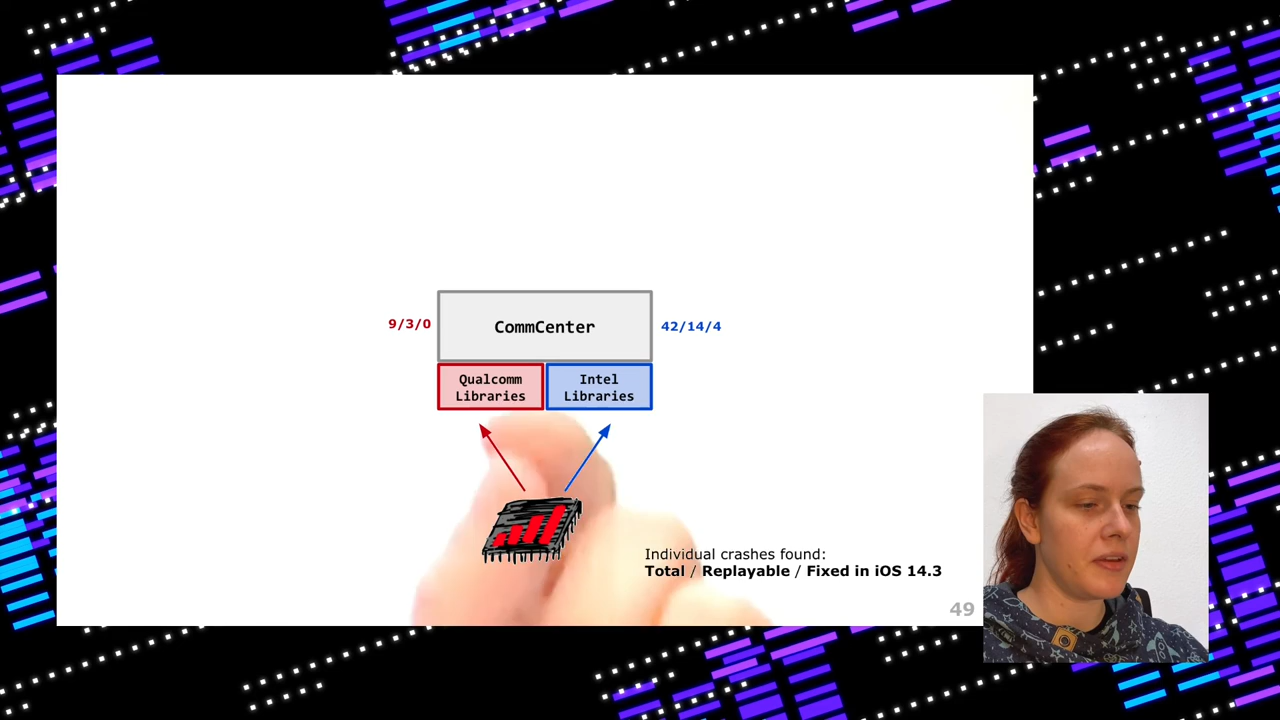 9/3/0
CommCenter
42/14/4
Qualcomm
Libraries
Intel
Libraries
Individual crashes found:
Total / Replayable / Fixed in iOS 14.3
49